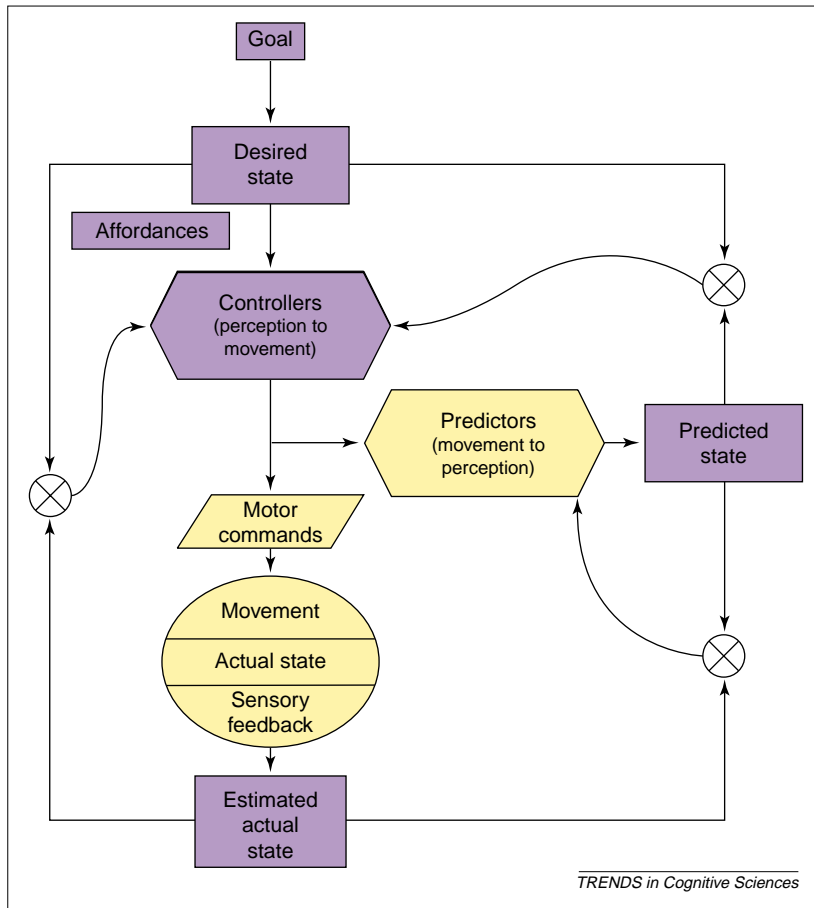 Goal
Desired
state
Affordances
Controllers
(perception to
movement)
Predictors
(movement to
perception)
Predicted
state
Motor
commands
Movement
Actual state
Sensory
feedback
Estimated
actual
state
TRENDS in Cognitive Sciences